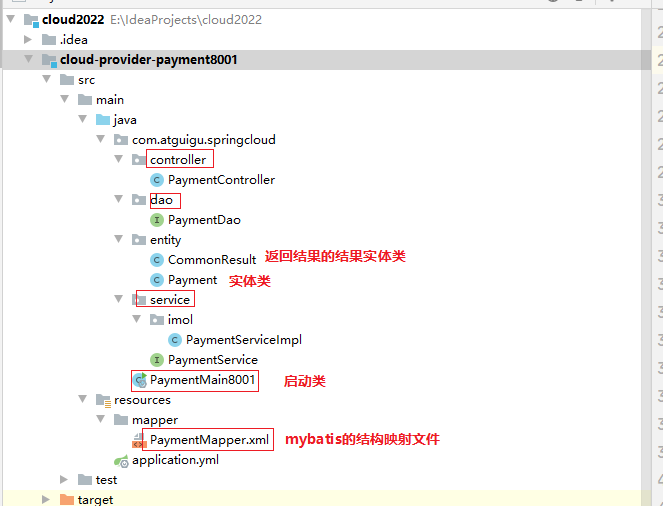 cloud2022 E:\IdeaProjects\cloud2022
.idea
cloud-provider-payment8001
src
main
java
com.atguigu.springcloud
controller
PaymentController
dao
PaymentDao
entity
CommonResult 返回结果的结果实体类
Payment 实体类
service
imol
PaymentServiceImpl
PaymentService
PaymentMain8001 启动类
resources
mapper
PaymentMapper.xml mybatis的结构映射文件
application.yml
test
target